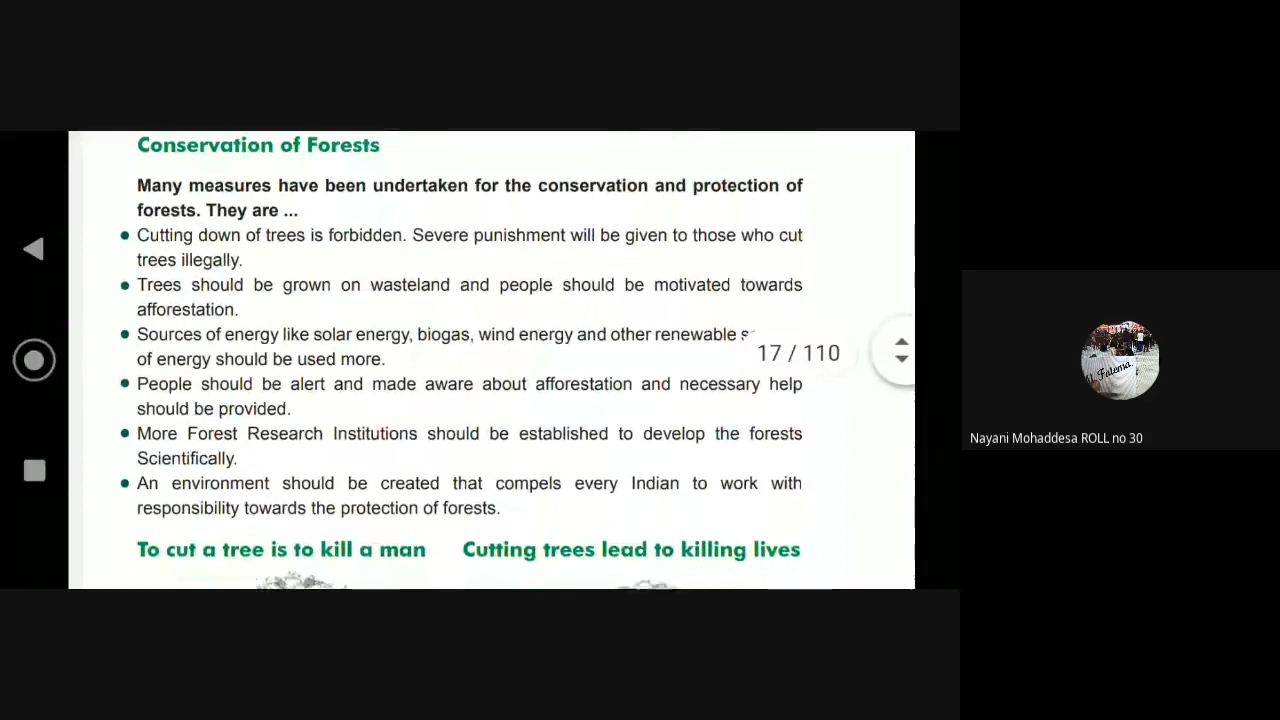 Conservation of Forests
Many measures have been undertaken for the conservation and protection of
forests. They are ...
Cutting down of trees is forbidden. Severe punishment will be given to those who cut
trees illegally.
Trees should be grown on wasteland and people should be motivated towards
afforestation.
Sources of energy like solar energy, biogas, wind energy and other renewable
of energy should be used more.
17 / 110
People should be alert and made aware about afforestation and necessary help
should be provided.
More Forest Research Institutions should be established to develop the forests
Scientifically.
An environment should be created that compels every Indian to work with
responsibility towards the protection of forests.
To cut a tree is to kill a man Cutting trees lead to killing lives
Fatema.
Nayani Mohaddesa ROLL no 30